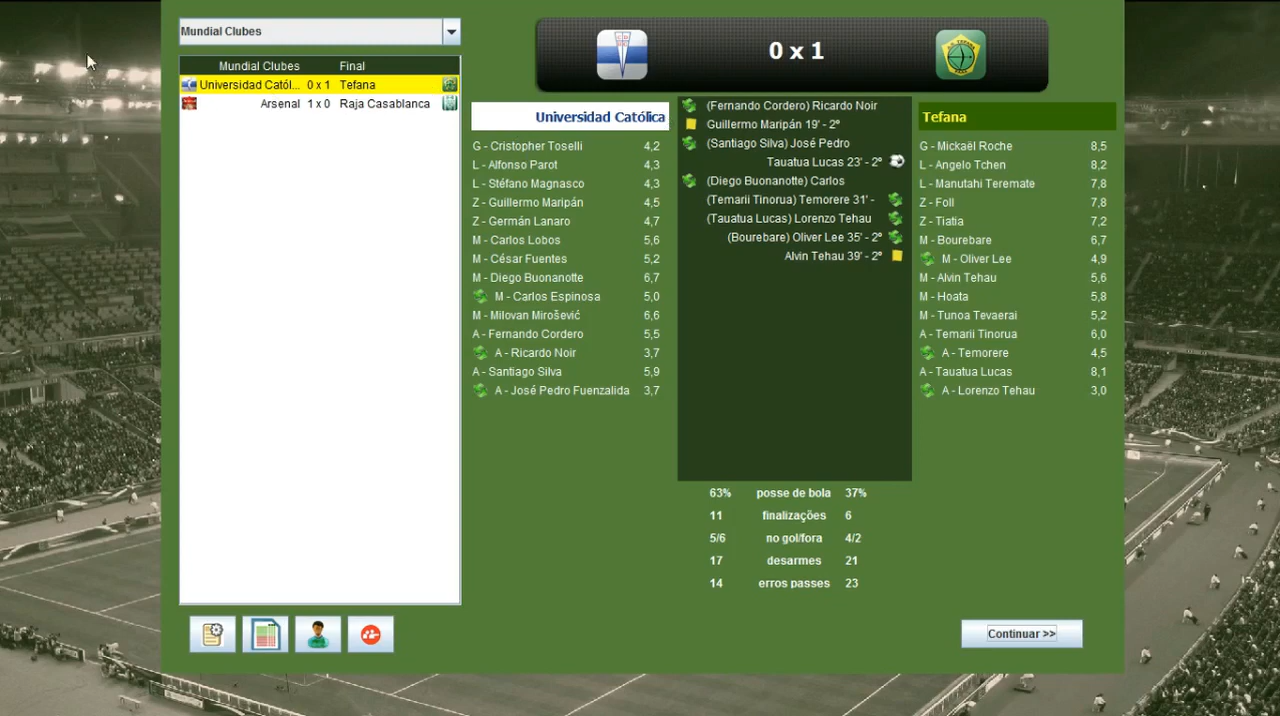 Mundial Clubes
Mundial Clubes Final
Universidad Catól... 0 x 1 Tefana
Arsenal 1 x 0 Raja Casablanca
0 x 1
Universidad Católica
G - Cristopher Toselli 4,2
L - Alfonso Parot 4,3
L - Stéfano Magnasco 4,3
Z - Guillermo Maripán 4,5
Z - Germán Lanaro 4,7
M - Carlos Lobos 5,6
M - César Fuentes 5,2
M - Diego Buonanotte 6,7
M - Carlos Espinosa 5,0
M - Milovan Mirošević 6,6
A - Fernando Cordero 5,5
A - Ricardo Noir 3,7
A - Santiago Silva 5,9
A - José Pedro Fuenzalida 3,7
(Fernando Cordero) Ricardo Noir
Guillermo Maripán 19' - 2º
(Santiago Silva) José Pedro
Tauatua Lucas 23' - 2º
(Diego Buonanotte) Carlos
(Temarii Tinorua) Temorere 31' -
(Tauatua Lucas) Lorenzo Tehau
(Bourebare) Oliver Lee 35' - 2º
Alvin Tehau 39' - 2º
63% posse de bola 37%
11 finalizações 6
5/6 no gol/fora 4/2
17 desarmes 21
14 erros passes 23
Tefana
G - Mickaël Roche 8,5
L - Angelo Tchen 8,2
L - Manutahi Teremate 7,8
Z - Foll 7,8
Z - Tiatia 7,2
M - Bourebare 6,7
M - Oliver Lee 4,9
M - Alvin Tehau 5,6
M - Hoata 5,8
M - Tunoa Tevaerai 5,2
A - Temarii Tinorua 6,0
A - Temorere 4,5
A - Tauatua Lucas 8,1
A - Lorenzo Tehau 3,0
Continuar >>